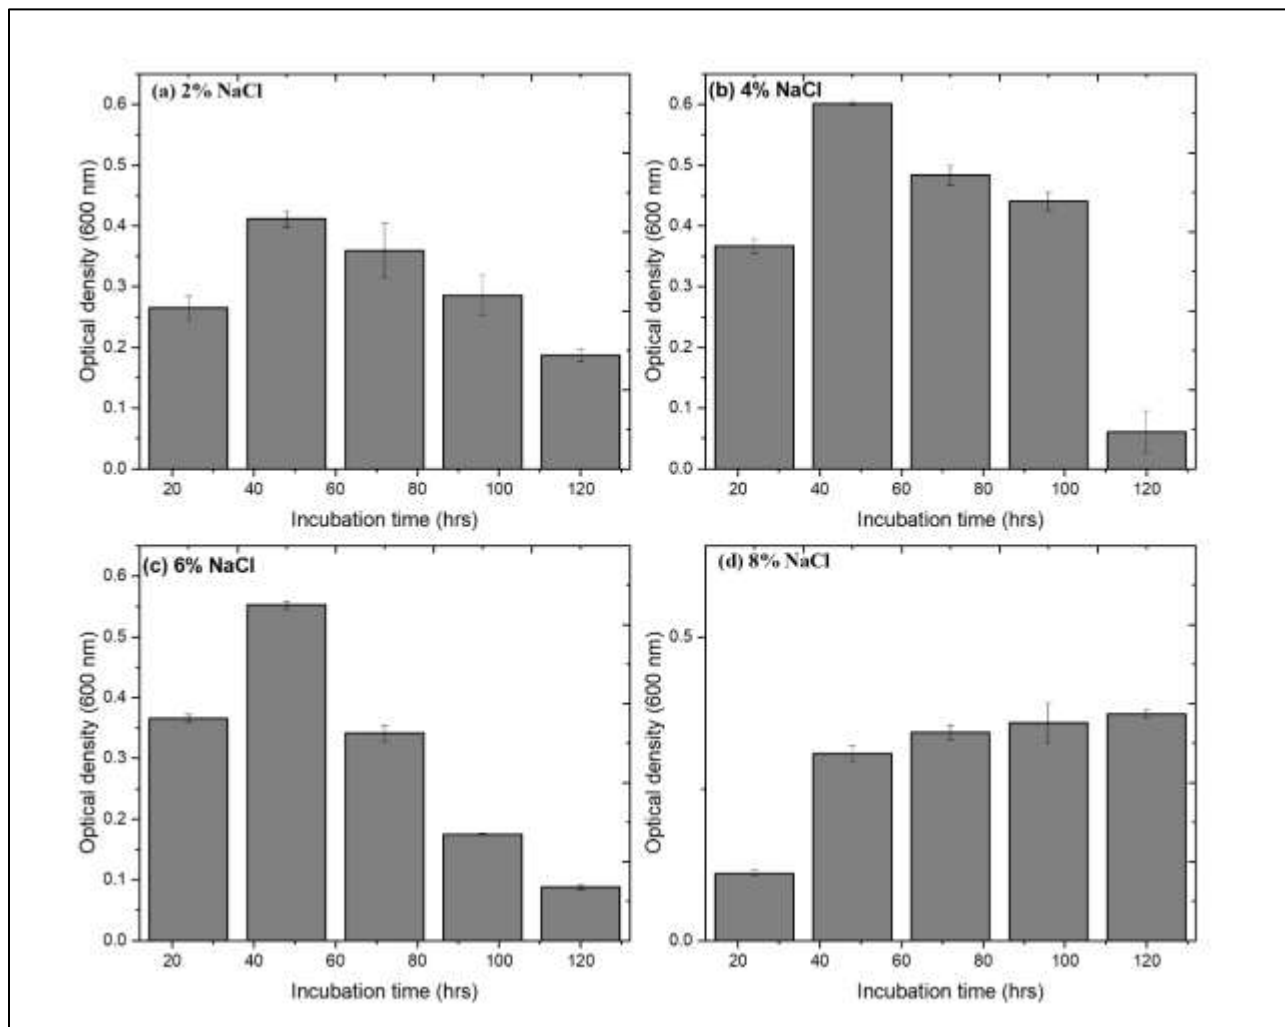 (a) 2% NaCl
0.6
0.5
0.4
0.3
0.2
0.1
0.0
Optical density (600 nm)
20 40 60 80 100 120
Incubation time (hrs)
(b) 4% NaCl
0.6
0.5
0.4
0.3
0.2
0.1
0.0
Optical density (600 nm)
20 40 60 80 100 120
Incubation time (hrs)
(c) 6% NaCl
0.6
0.5
0.4
0.3
0.2
0.1
0.0
Optical density (600 nm)
20 40 60 80 100 120
Incubation time (hrs)
(d) 8% NaCl
0.5
0.0
Optical density (600 nm)
20 40 60 80 100 120
Incubation time (hrs)